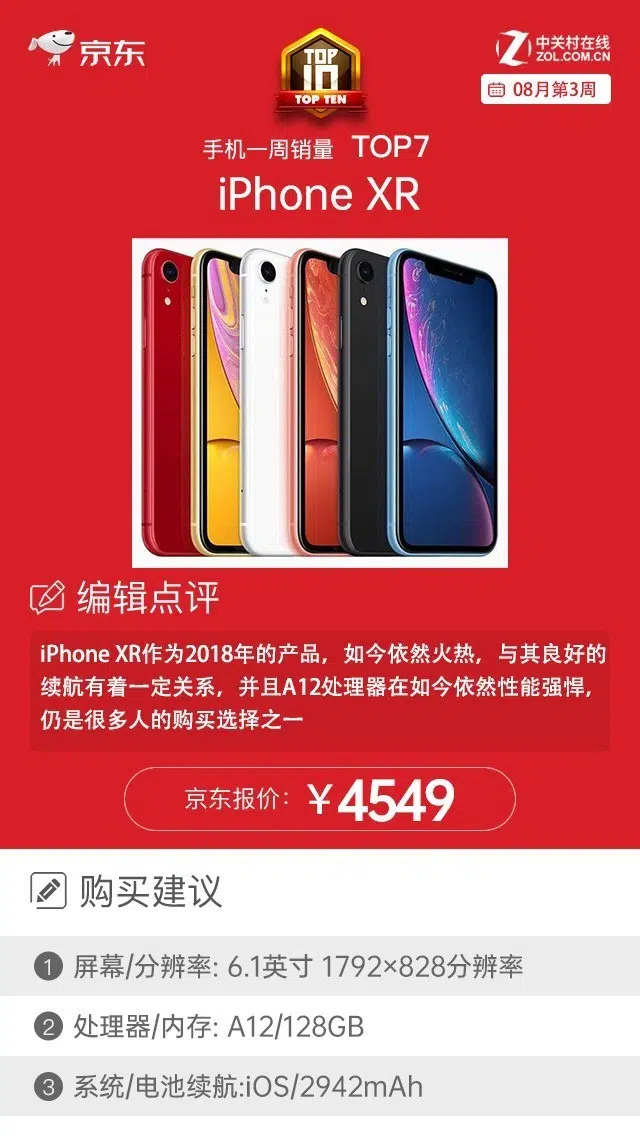 京东
TOP
10
TOP TEN
中关村在线
ZOL.COM.CN
08月第3周
手机一周销量 TOP7
iPhone XR
编辑点评
iPhone XR作为2018年的产品，如今依然火热，与其良好的
续航有着一定关系，并且A12处理器在如今依然性能强悍，
仍是很多人的购买选择之一
京东报价：￥4549
购买建议
1 屏幕/分辨率: 6.1英寸 1792×828分辨率
2 处理器/内存: A12/128GB
3 系统/电池续航:iOS/2942mAh